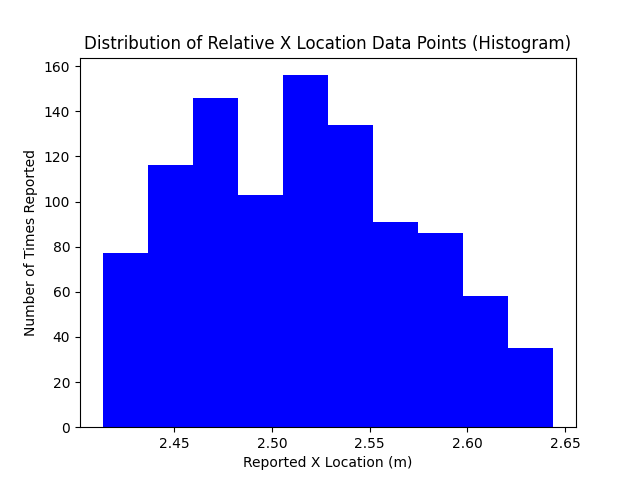 Distribution of Relative X Location Data Points (Histogram)
160
140
120
100
80
60
40
20
0
Number of Times Reported
2.45 2.50 2.55 2.60 2.65
Reported X Location (m)